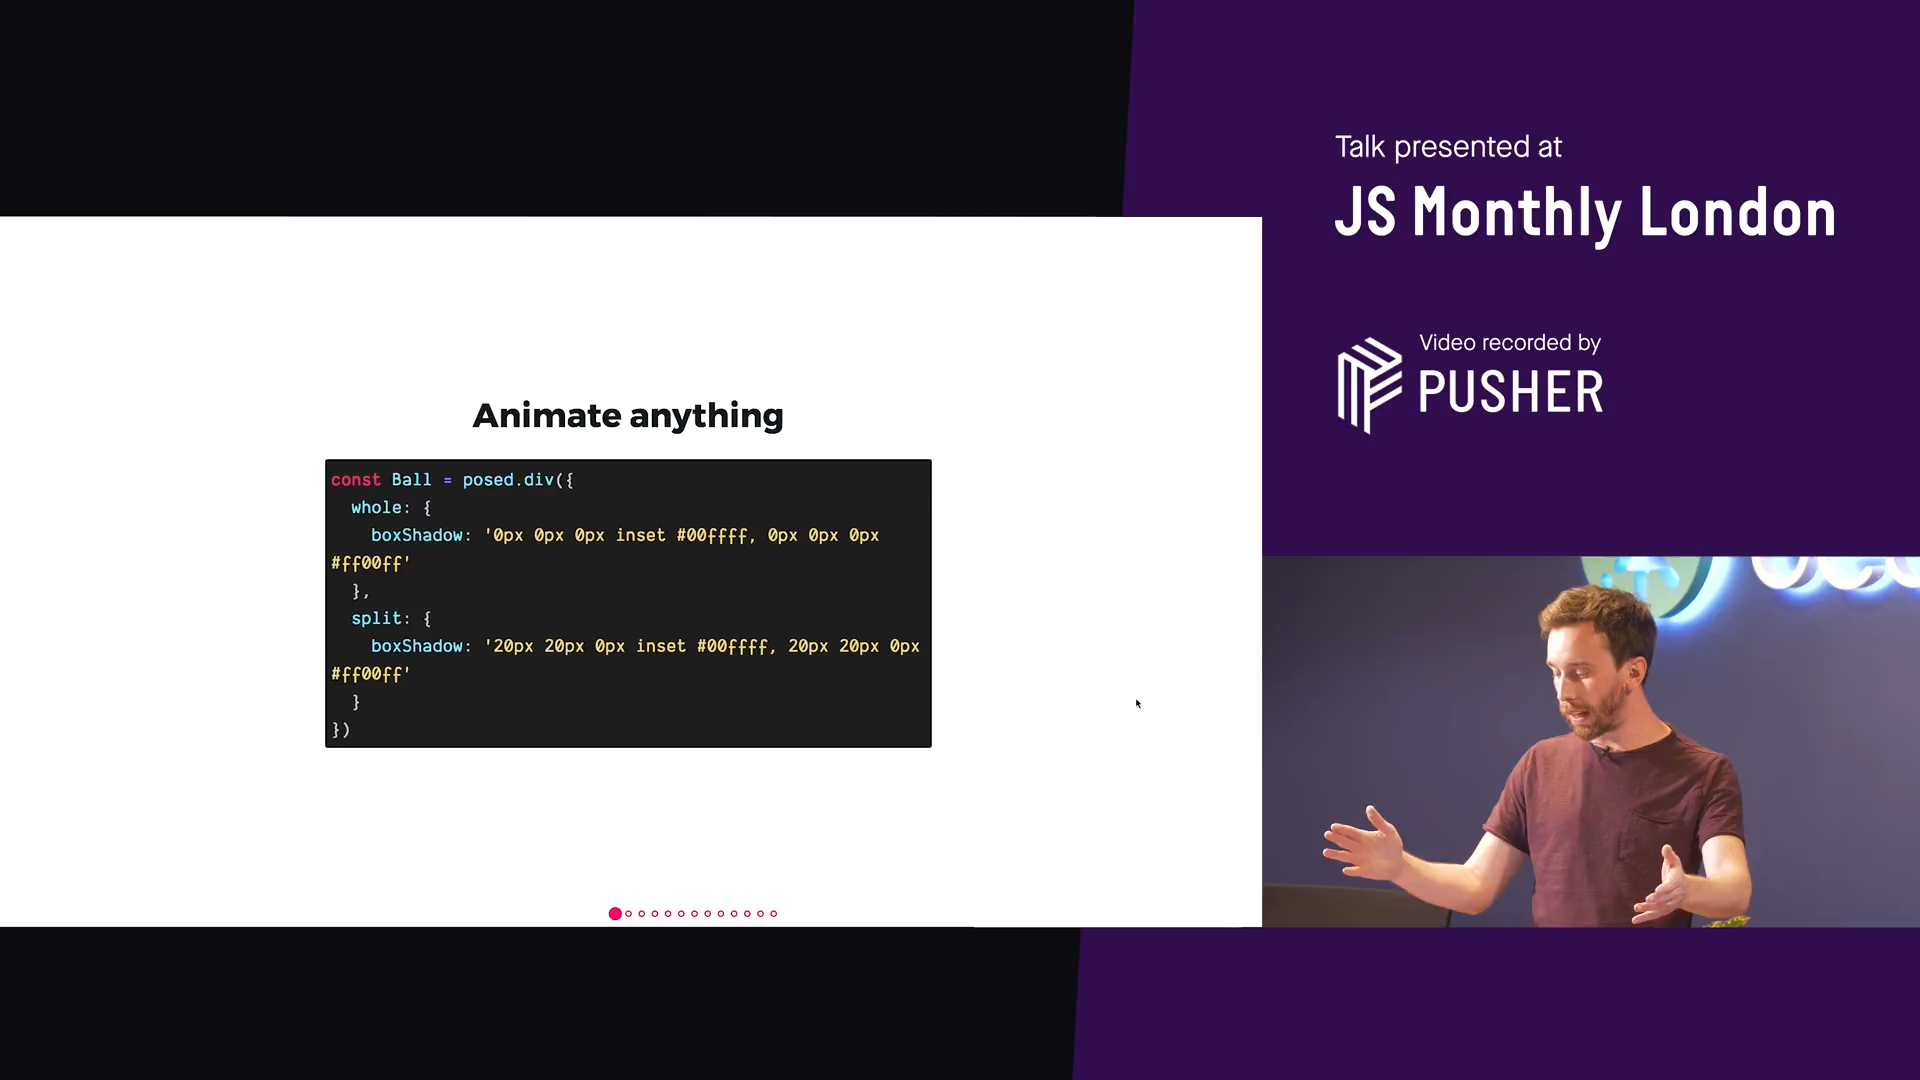 Talk presented at
JS Monthly London
Video recorded by
PUSHER
Animate anything
const Ball = posed.div({
  whole: {
    boxShadow: '0px 0px 0px inset #00ffff, 0px 0px 0px
#ff00ff'
  },
  split: {
    boxShadow: '20px 20px 0px inset #00ffff, 20px 20px 0px
#ff00ff'
  }
})